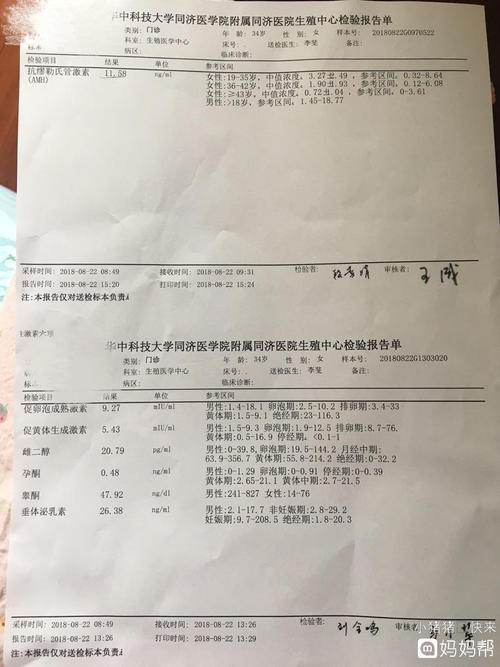 华中科技大学同济医学院附属同济医院生殖中心检验报告单
类别: 门诊 年 龄: 34岁 性别: 女 样本号: 20180822G0970522
科室: 生殖医学中心 床号: 送检医生: 李斐
标本 病区: 临床诊断:
检验项目 结果 参考区间
抗缪勒氏管激素 11.58 ng/ml 女性:19-35岁, 中值浓度。3.27±2.49 , 参考区间。0.32-8.64
(AMH) 女性:36-42岁, 中值浓度。1.90±1.93 , 参考区间。0.12-6.08
女性:≥43岁, 中值浓度。0.72±1.04 , 参考区间。0-3.61
男性:>18岁, 参考区间。1.45-18.77
采样时间: 2018-08-22 08:49 接收时间: 2018-08-22 09:31 检验者: 审核者:
报告时间: 2018-08-22 15:20 打印时间: 2018-08-22 15:24
注:本报告仅对送检标本负责
性激素六项
华中科技大学同济医学院附属同济医院生殖中心检验报告单
类别: 门诊 年 龄: 34岁 性别: 女 样本号: 20180822G1303020
科室: 生殖医学中心 床号: 送检医生: 李斐
病区: 临床诊断:
检验项目 结果 参考区间
促卵泡成熟激素 9.27 mIU/ml 男性:1.4-18.1 卵泡期:2.5-10.2 排卵期:3.4-33
黄体期:1.5-9.1 绝经期:23-116.3
促黄体生成激素 5.43 mIU/ml 男性:1.5-9.3 卵泡期:1.9-12.5 排卵期:8.7-76.
黄体期:0.5-16.9 停经期:<0.1-1
雌二醇 20.79 pg/ml 男性:0-39.8, 卵泡期:19.5-144.2 月经中期:
63.9-356.7 黄体期:55.8-214.2 绝经期:0-32.2
孕酮 0.48 ng/ml 男性:0-1.29 卵泡期:0-0.91 停经期:0-0.39
黄体期:2.65-21.1 黄体中期:2.7-21.5
睾酮 47.92 ng/dl 男性:241-827 女性:14-76
垂体泌乳素 26.38 ng/ml 男性:2.1-17.7 非妊娠期:2.8-29.2
妊娠期:9.7-208.5 绝经期:1.8-20.3
采样时间: 2018-08-22 08:49 接收时间: 2018-08-22 13:26 检验者: 审核者:
报告时间: 2018-08-22 13:26 打印时间: 2018-08-22 13:29
注:本报告仅对送检标本负责
小猪猪 快来
妈妈帮